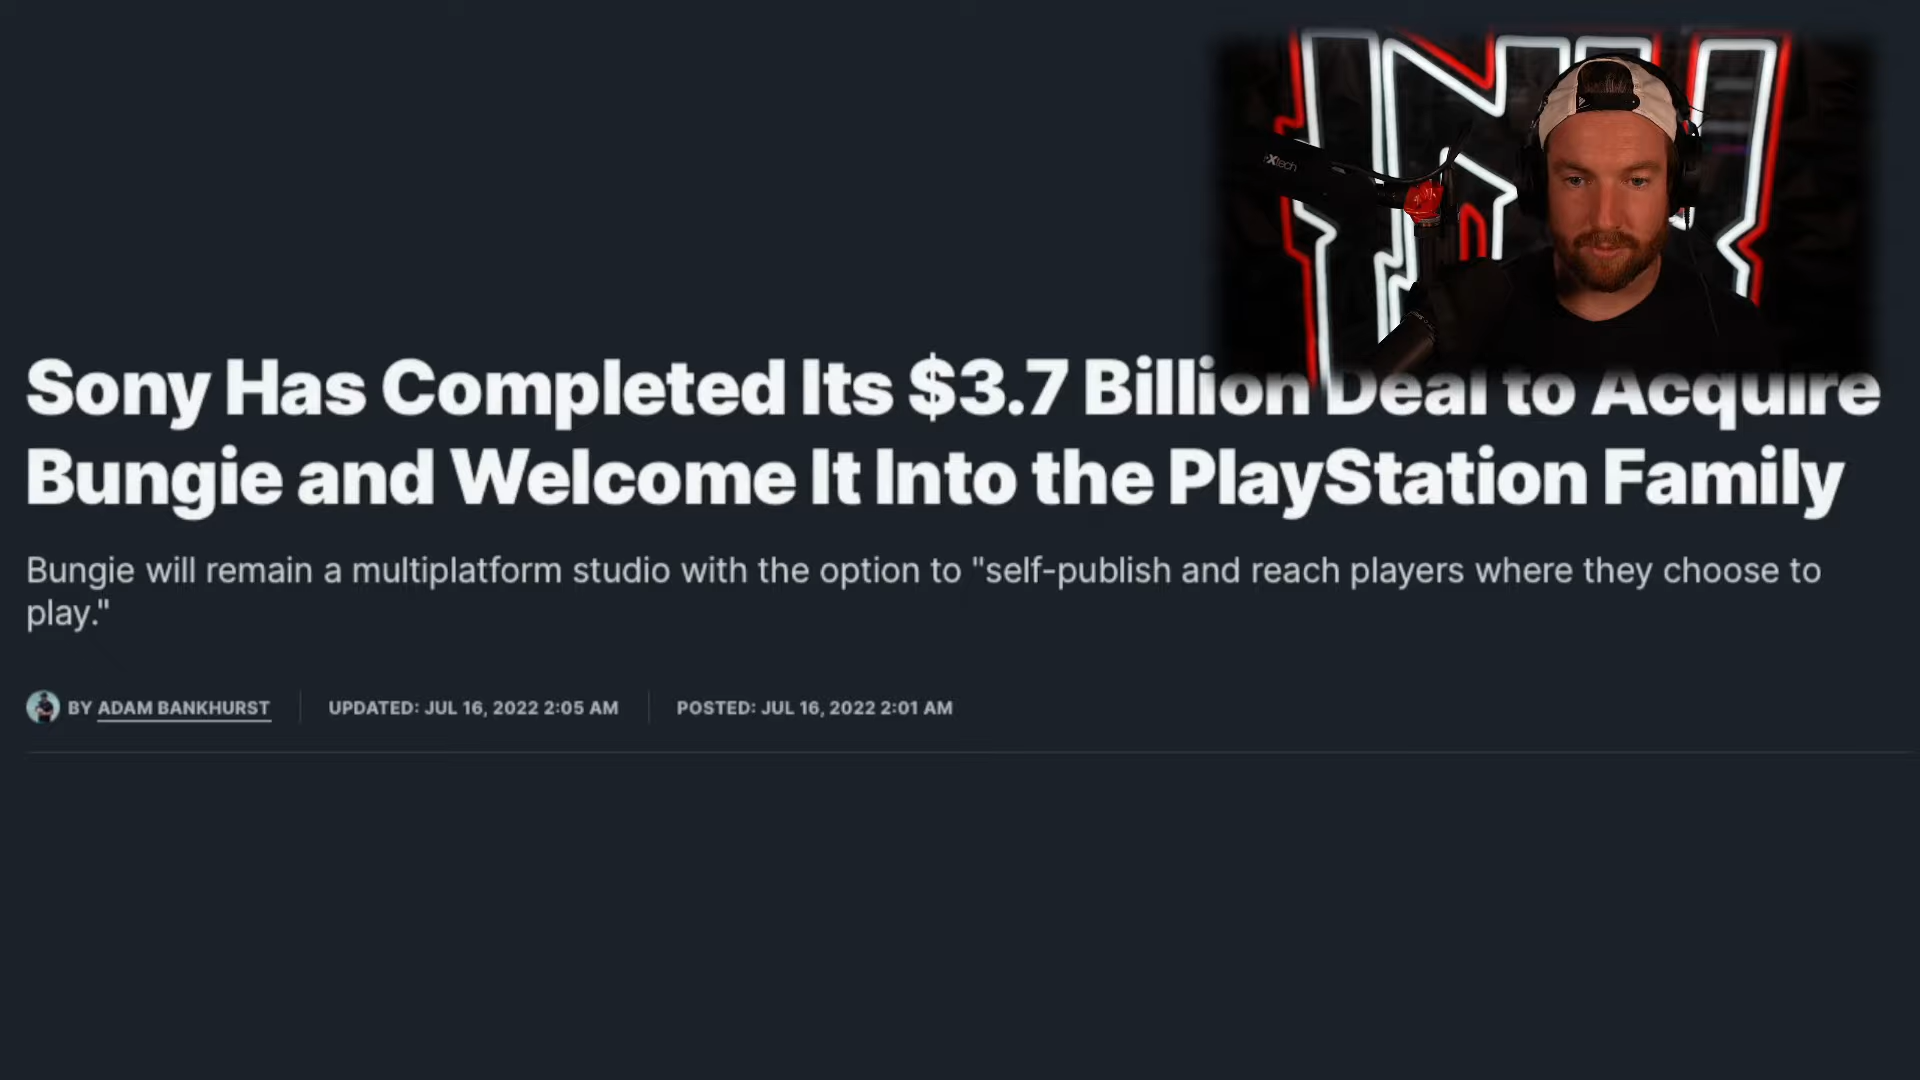 Sony Has Completed Its $3.7 Billion Deal to Acquire
Bungie and Welcome It Into the PlayStation Family
Bungie will remain a multiplatform studio with the option to "self-publish and reach players where they choose to
play."
BY ADAM BANKHURST UPDATED: JUL 16, 2022 2:05 AM POSTED: JUL 16, 2022 2:01 AM